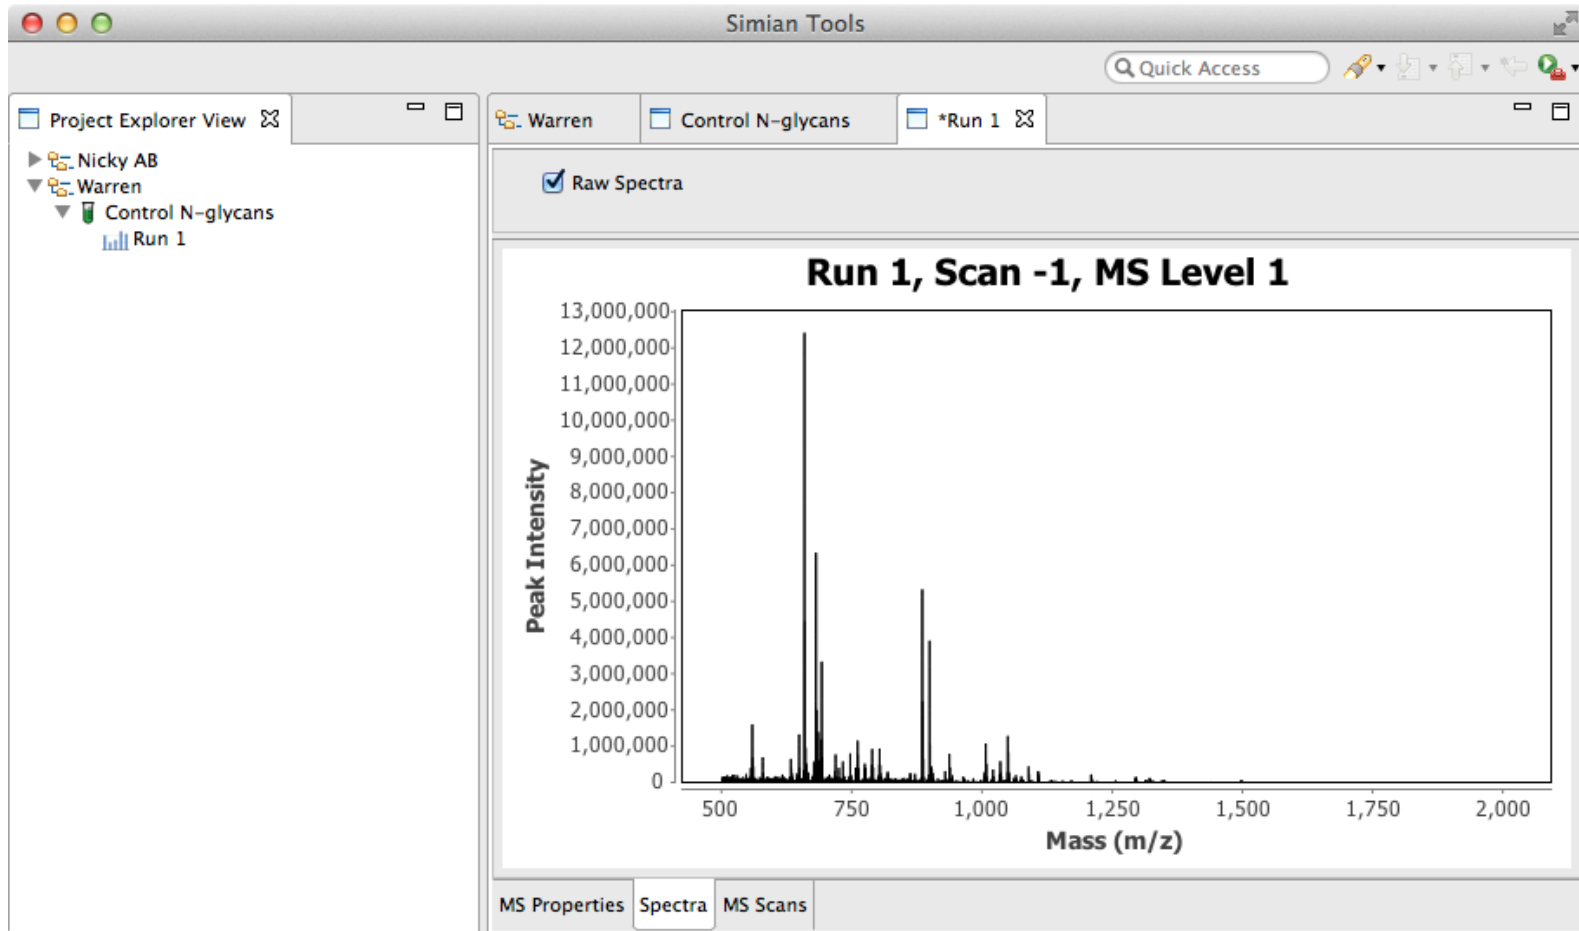 Simian Tools
Quick Access
Project Explorer View
Nicky AB
Warren
Control N-glycans
Run 1
Warren
Control N-glycans
*Run 1
Raw Spectra
Run 1, Scan -1, MS Level 1
Peak Intensity
13,000,000
12,000,000
11,000,000
10,000,000
9,000,000
8,000,000
7,000,000
6,000,000
5,000,000
4,000,000
3,000,000
2,000,000
1,000,000
0
500 750 1,000 1,250 1,500 1,750 2,000
Mass (m/z)
MS Properties Spectra MS Scans